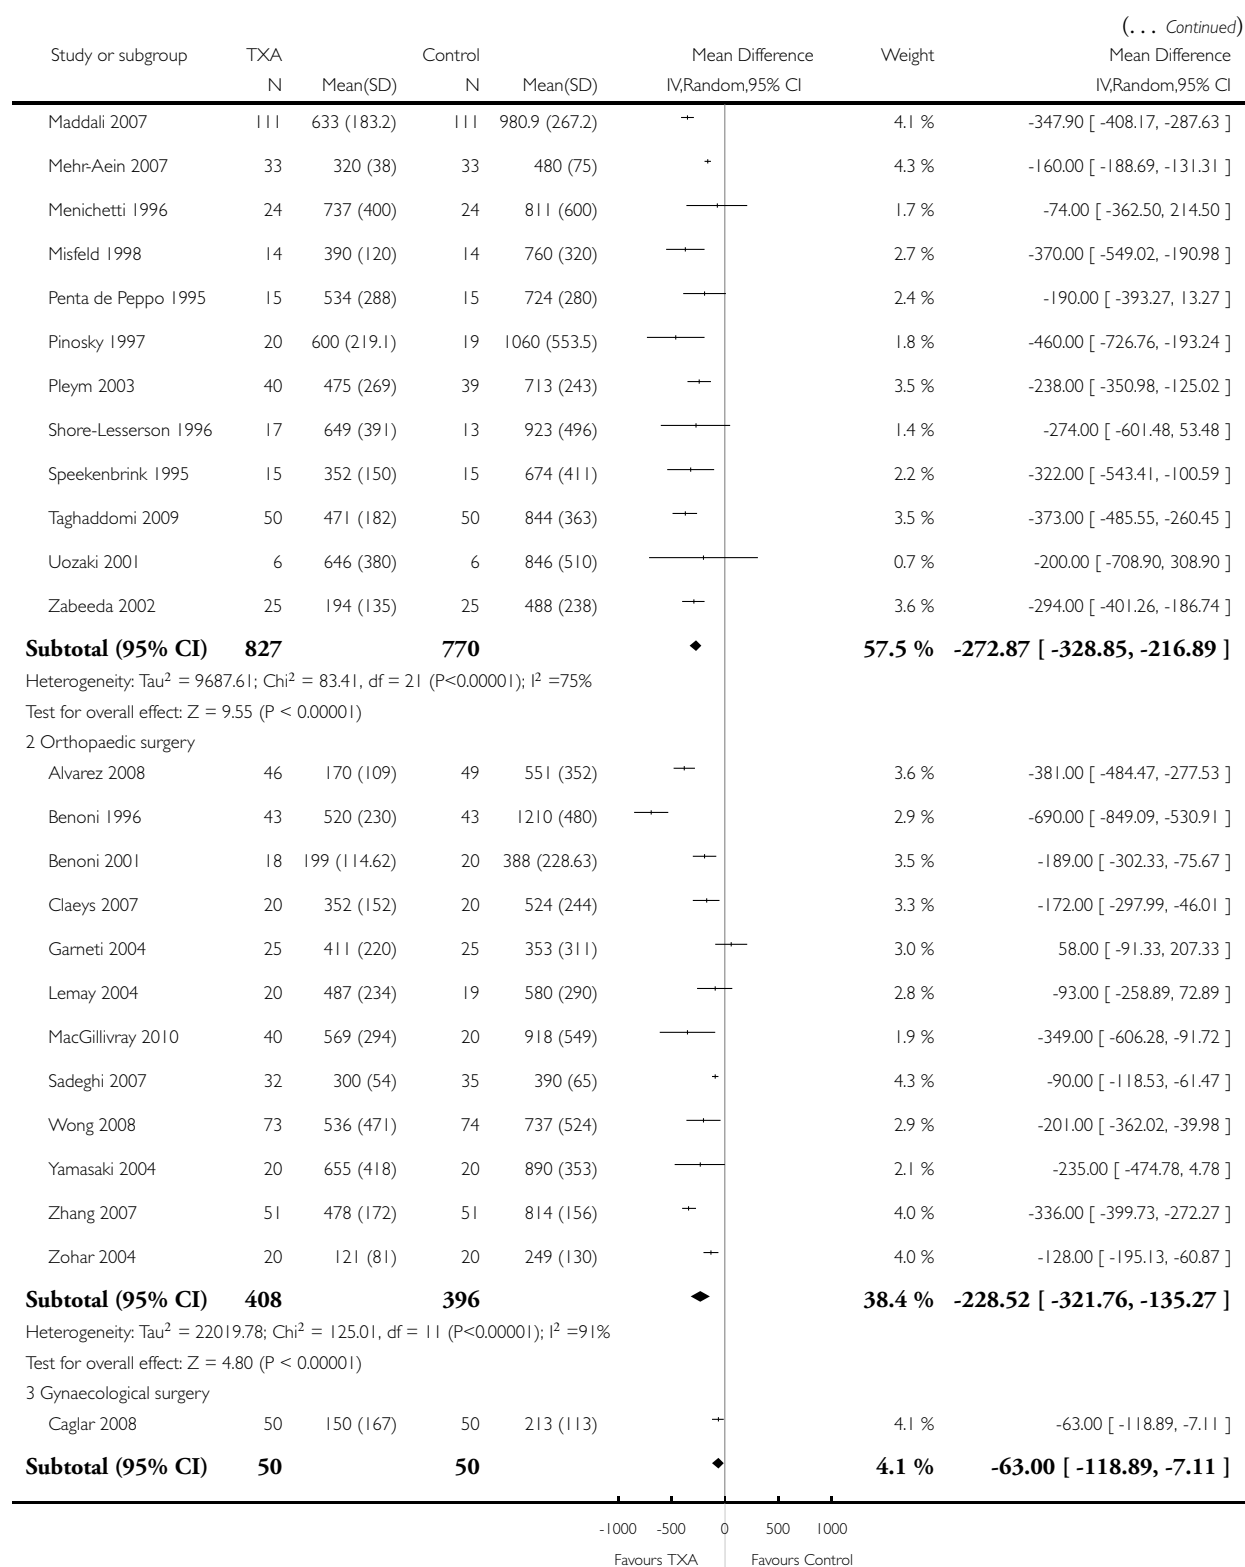 (. . . Continued)
Study or subgroup TXA Control Mean Difference Weight Mean Difference
N Mean(SD) N Mean(SD) IV,Random,95% CI IV,Random,95% CI
Maddali 2007 111 633 (183.2) 111 980.9 (267.2) 4.1 % -347.90 [ -408.17, -287.63 ]
Mehr-Aein 2007 33 320 (38) 33 480 (75) 4.3 % -160.00 [ -188.69, -131.31 ]
Menichetti 1996 24 737 (400) 24 811 (600) 1.7 % -74.00 [ -362.50, 214.50 ]
Misfeld 1998 14 390 (120) 14 760 (320) 2.7 % -370.00 [ -549.02, -190.98 ]
Penta de Peppo 1995 15 534 (288) 15 724 (280) 2.4 % -190.00 [ -393.27, 13.27 ]
Pinosky 1997 20 600 (219.1) 19 1060 (553.5) 1.8 % -460.00 [ -726.76, -193.24 ]
Pleym 2003 40 475 (269) 39 713 (243) 3.5 % -238.00 [ -350.98, -125.02 ]
Shore-Lesserson 1996 17 649 (391) 13 923 (496) 1.4 % -274.00 [ -601.48, 53.48 ]
Speekenbrink 1995 15 352 (150) 15 674 (411) 2.2 % -322.00 [ -543.41, -100.59 ]
Taghaddomi 2009 50 471 (182) 50 844 (363) 3.5 % -373.00 [ -485.55, -260.45 ]
Uozaki 2001 6 646 (380) 6 846 (510) 0.7 % -200.00 [ -708.90, 308.90 ]
Zabeeda 2002 25 194 (135) 25 488 (238) 3.6 % -294.00 [ -401.26, -186.74 ]
Subtotal (95% CI) 827 770 57.5 % -272.87 [ -328.85, -216.89 ]
Heterogeneity: Tau² = 9687.61; Chi² = 83.41, df = 21 (P<0.00001); I² =75%
Test for overall effect: Z = 9.55 (P < 0.00001)
2 Orthopaedic surgery
Alvarez 2008 46 170 (109) 49 551 (352) 3.6 % -381.00 [ -484.47, -277.53 ]
Benoni 1996 43 520 (230) 43 1210 (480) 2.9 % -690.00 [ -849.09, -530.91 ]
Benoni 2001 18 199 (114.62) 20 388 (228.63) 3.5 % -189.00 [ -302.33, -75.67 ]
Claeys 2007 20 352 (152) 20 524 (244) 3.3 % -172.00 [ -297.99, -46.01 ]
Garneti 2004 25 411 (220) 25 353 (311) 3.0 % 58.00 [ -91.33, 207.33 ]
Lemay 2004 20 487 (234) 19 580 (290) 2.8 % -93.00 [ -258.89, 72.89 ]
MacGillivray 2010 40 569 (294) 20 918 (549) 1.9 % -349.00 [ -606.28, -91.72 ]
Sadeghi 2007 32 300 (54) 35 390 (65) 4.3 % -90.00 [ -118.53, -61.47 ]
Wong 2008 73 536 (471) 74 737 (524) 2.9 % -201.00 [ -362.02, -39.98 ]
Yamasaki 2004 20 655 (418) 20 890 (353) 2.1 % -235.00 [ -474.78, 4.78 ]
Zhang 2007 51 478 (172) 51 814 (156) 4.0 % -336.00 [ -399.73, -272.27 ]
Zohar 2004 20 121 (81) 20 249 (130) 4.0 % -128.00 [ -195.13, -60.87 ]
Subtotal (95% CI) 408 396 38.4 % -228.52 [ -321.76, -135.27 ]
Heterogeneity: Tau² = 22019.78; Chi² = 125.01, df = 11 (P<0.00001); I² =91%
Test for overall effect: Z = 4.80 (P < 0.00001)
3 Gynaecological surgery
Caglar 2008 50 150 (167) 50 213 (113) 4.1 % -63.00 [ -118.89, -7.11 ]
Subtotal (95% CI) 50 50 4.1 % -63.00 [ -118.89, -7.11 ]
-1000 -500 0 500 1000
Favours TXA Favours Control